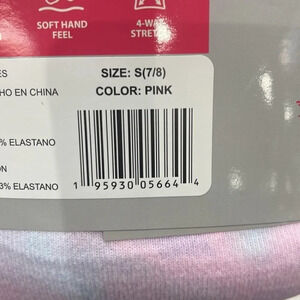 SOFT HAND
FEEL
4-WAY
STRETCH
ES
HO EN CHINA
SIZE: S(7/8)
COLOR: PINK
% ELASTANO
ON
3% ELASTANO
1 95930 05664 4